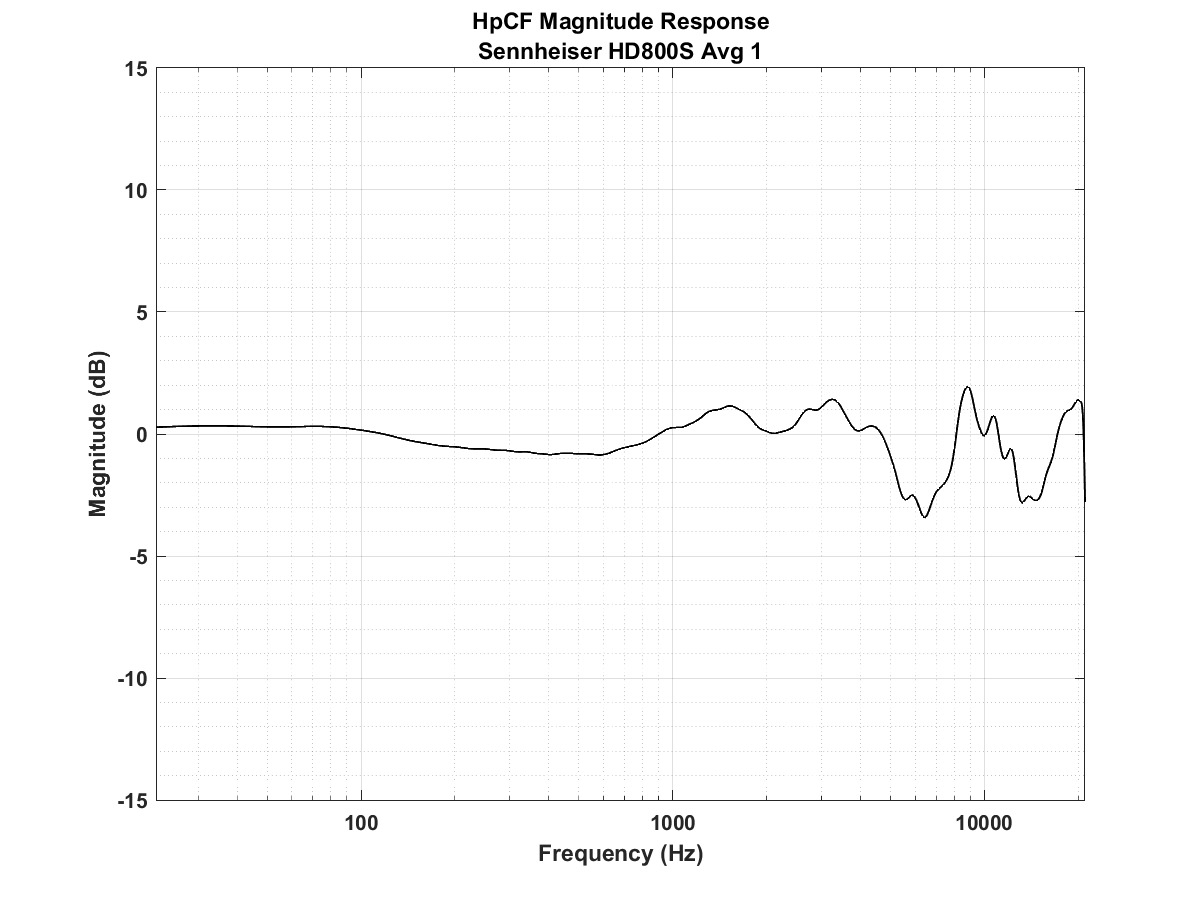 HpCF Magnitude Response
Sennheiser HD800S Avg 1
15
10
5
0
-5
-10
-15
Magnitude (dB)
100
1000
10000
Frequency (Hz)